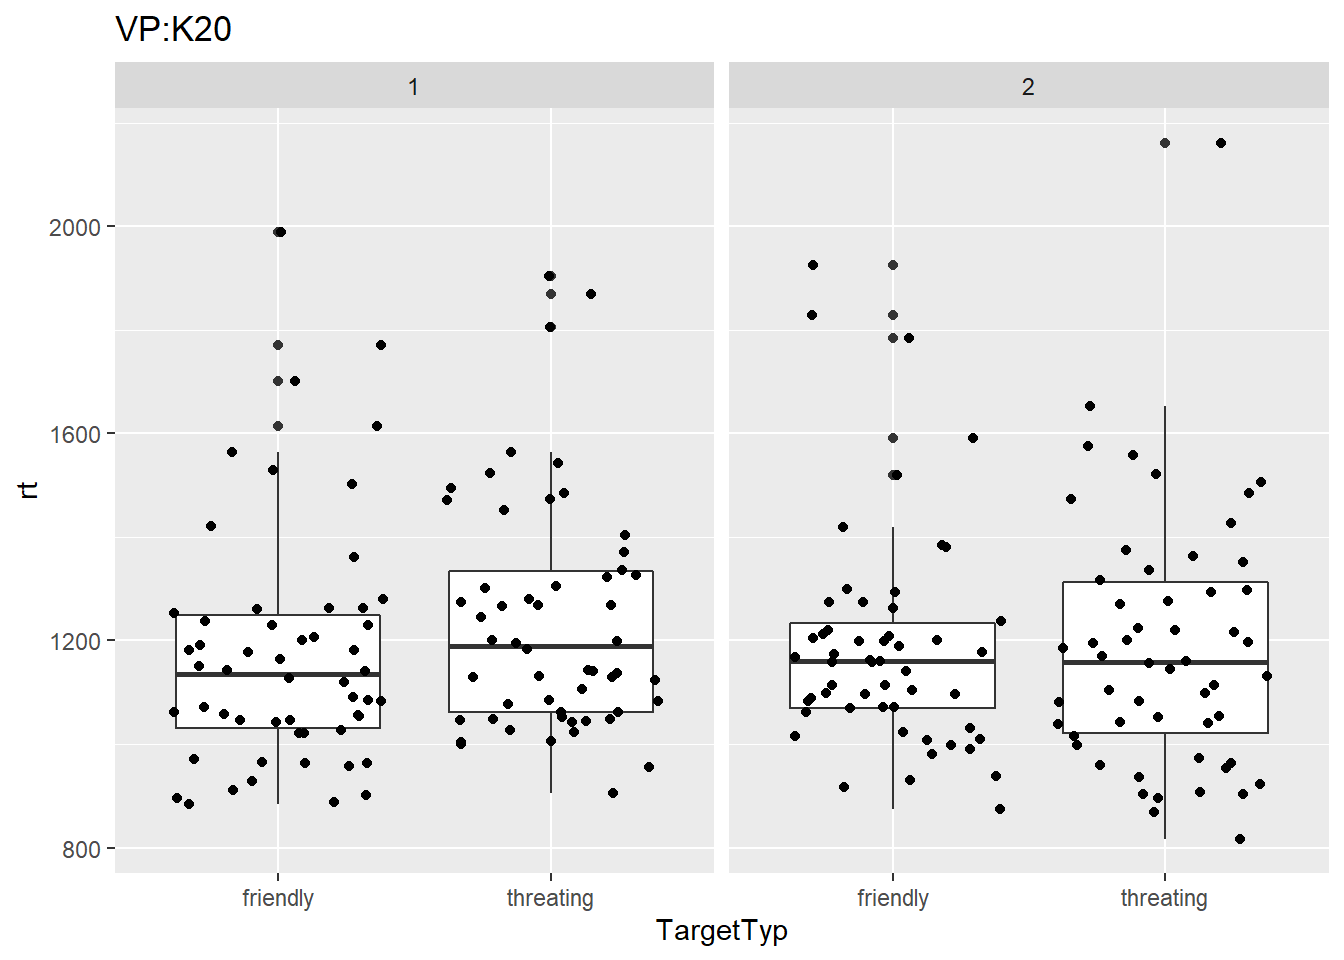 VP:K20
1
2
2000
1600
1200
800
rt
friendly
threating
friendly
threating
TargetTyp